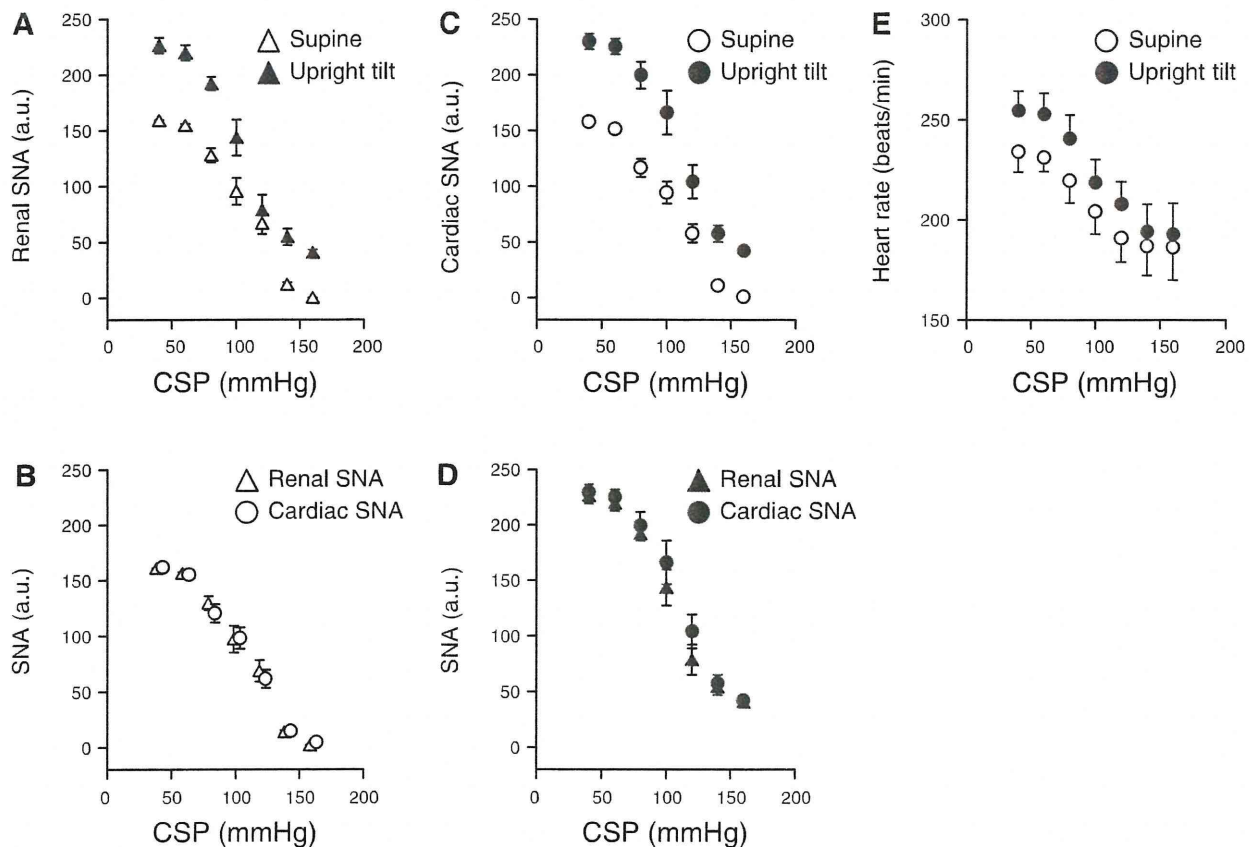 A
250
200
150
100
50
0
Renal SNA (a.u.)
Supine
Upright tilt
0 50 100 150 200
CSP (mmHg)
C
250
200
150
100
50
0
Cardiac SNA (a.u.)
Supine
Upright tilt
0 50 100 150 200
CSP (mmHg)
E
300
250
200
150
Heart rate (beats/min)
Supine
Upright tilt
0 50 100 150 200
CSP (mmHg)
B
250
200
150
100
50
0
SNA (a.u.)
Renal SNA
Cardiac SNA
0 50 100 150 200
CSP (mmHg)
D
250
200
150
100
50
0
SNA (a.u.)
Renal SNA
Cardiac SNA
0 50 100 150 200
CSP (mmHg)